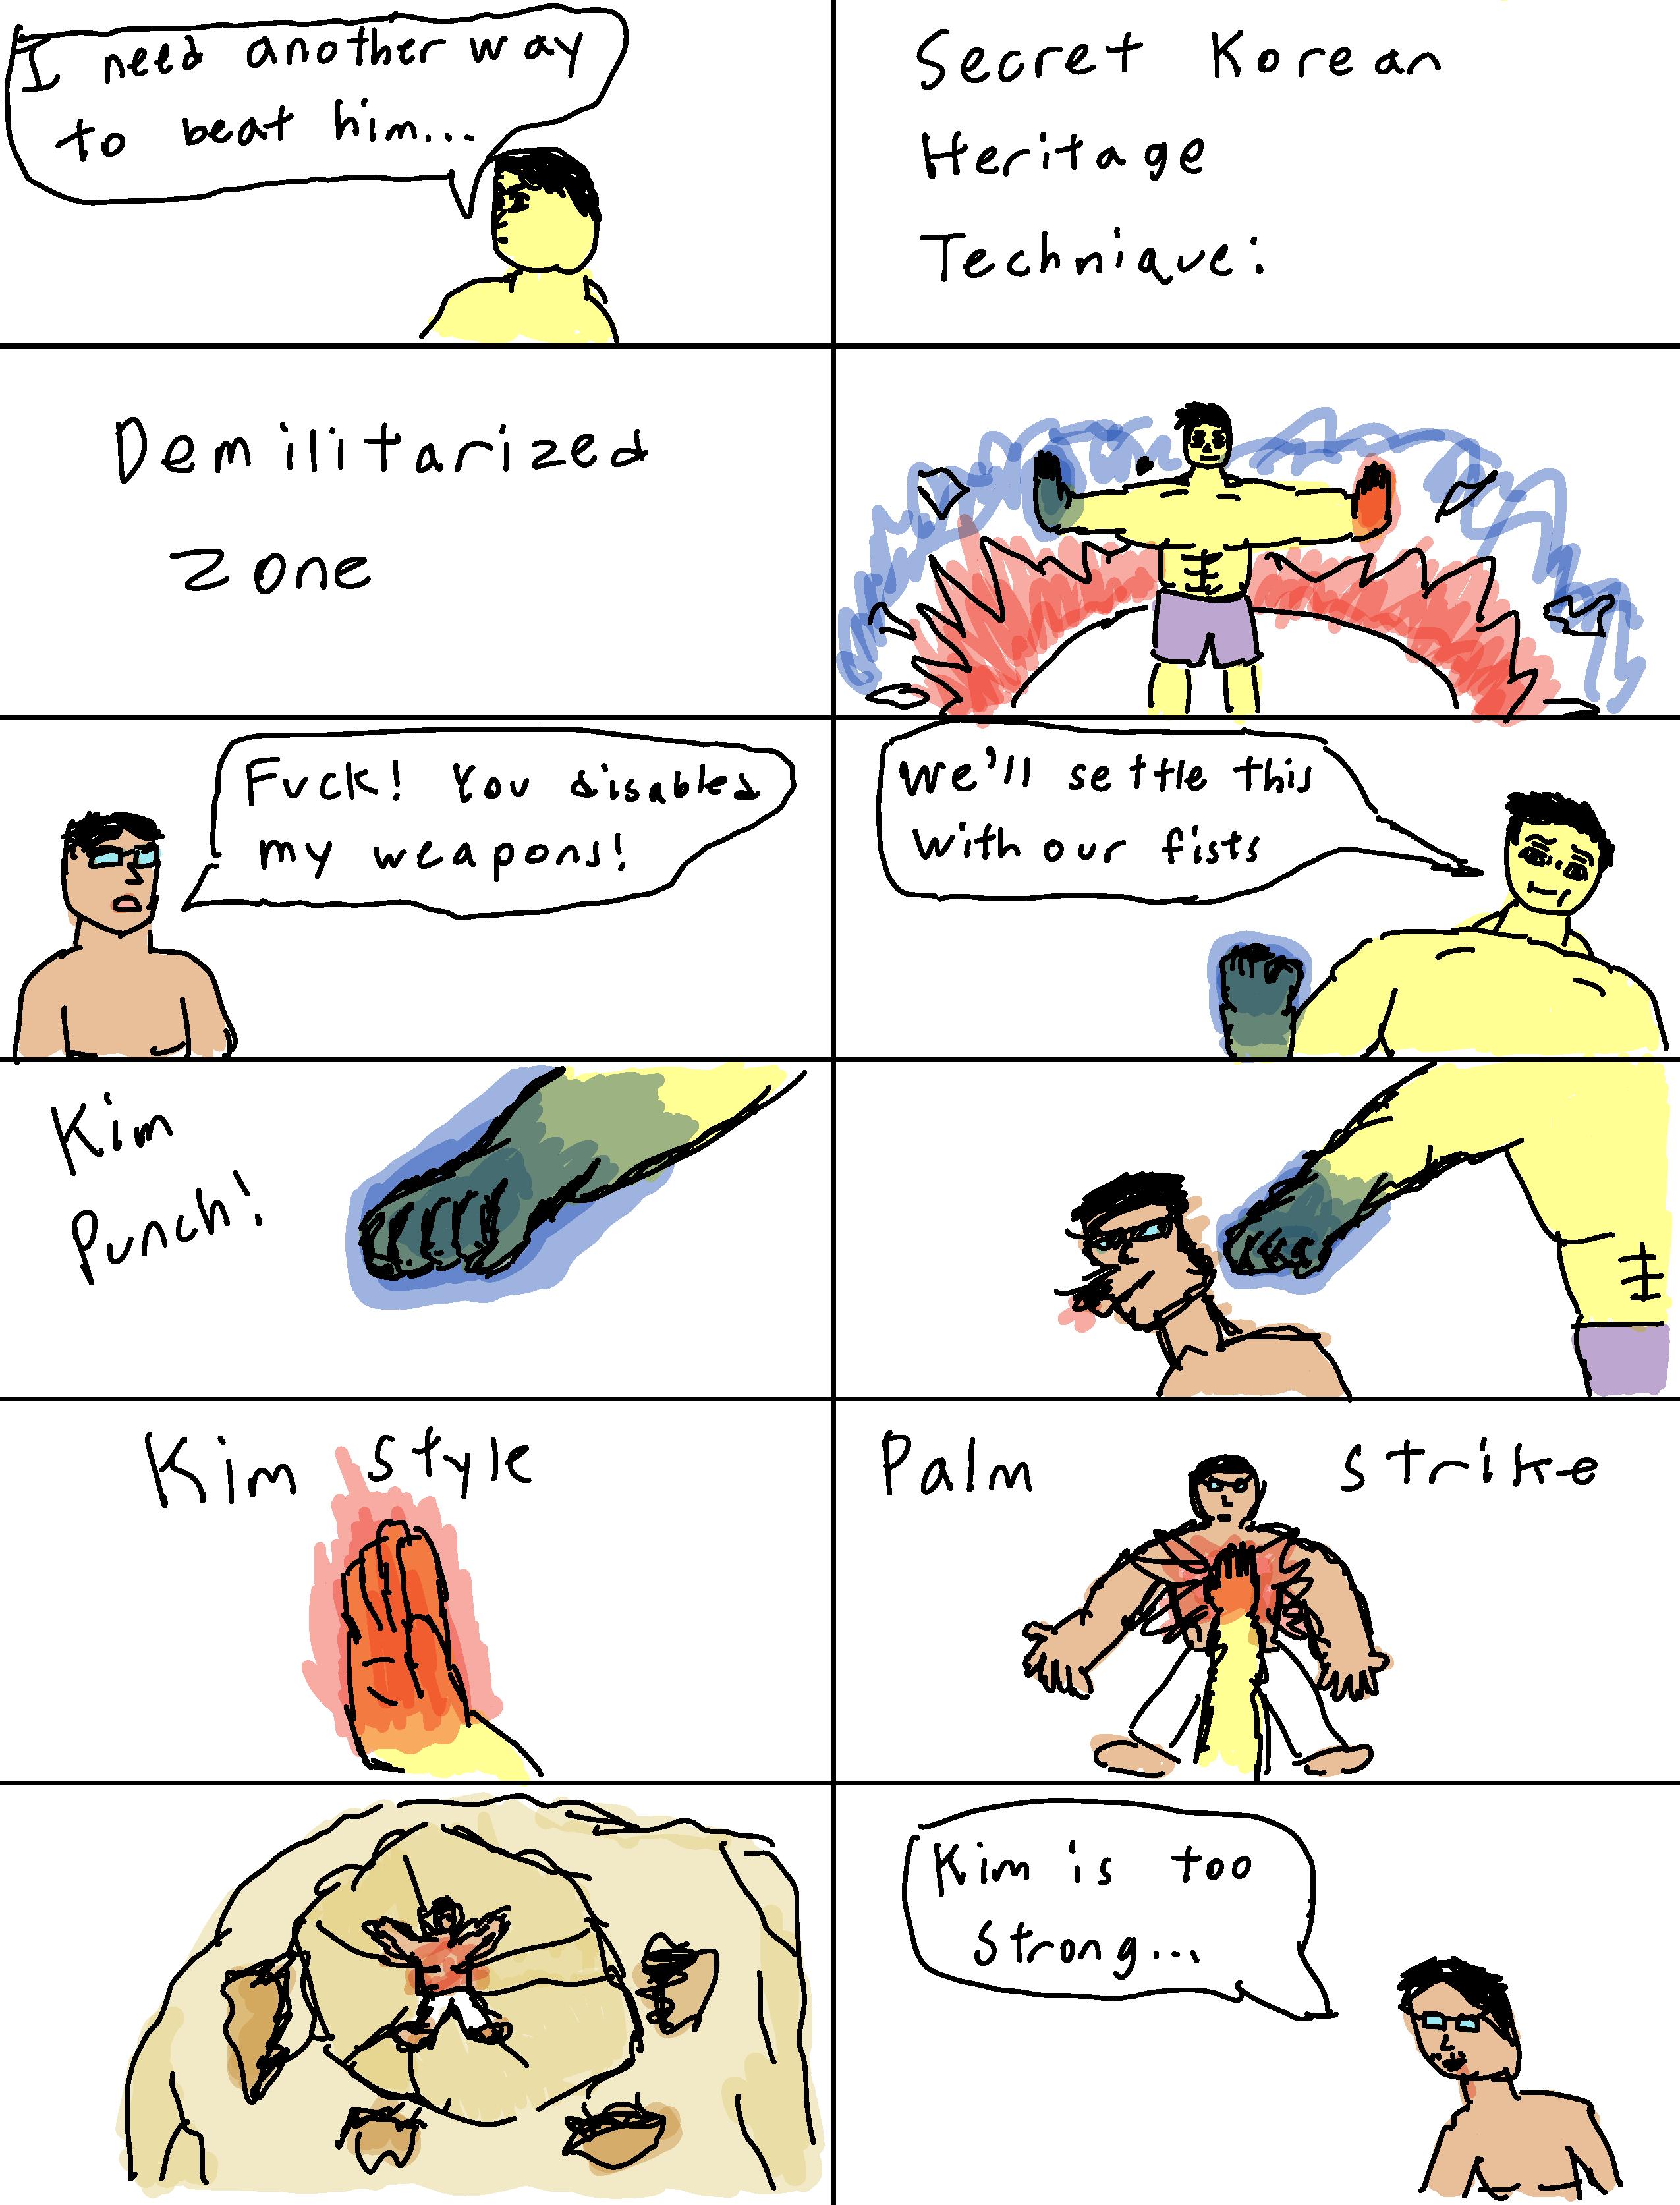 I need another way
to beat him...
Secret Korean
Heritage
Technique:
Demilitarized
Zone
Fuck! You disabled
my weapons!
We'll settle this
with our fists
Kim
Punch!
Kim style
Palm strike
Kim is too
strong...